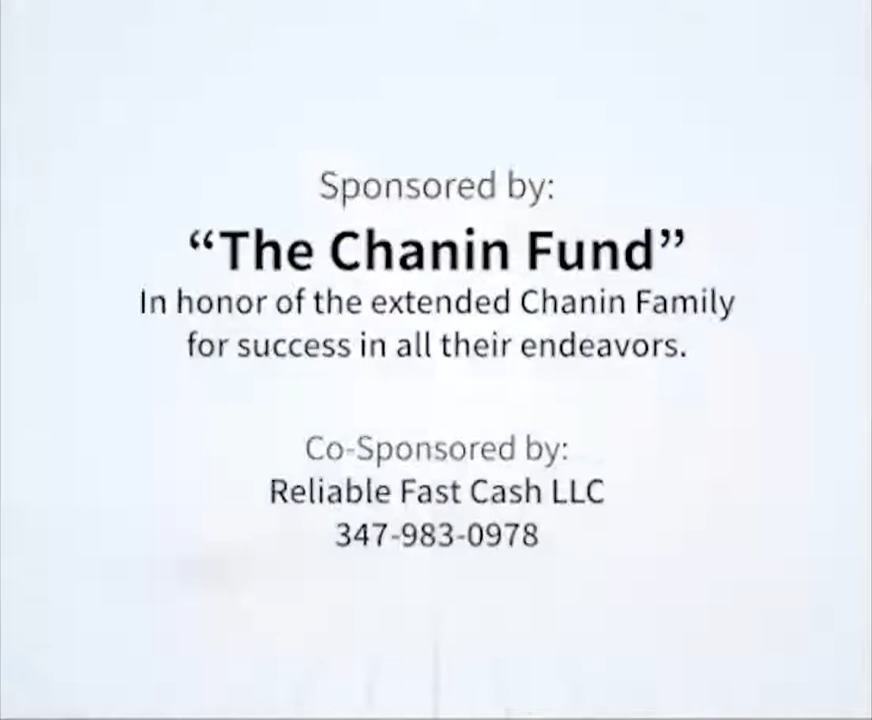 Sponsored by:
“The Chanin Fund”
In honor of the extended Chanin Family
for success in all their endeavors.
Co-Sponsored by:
Reliable Fast Cash LLC
347-983-0978